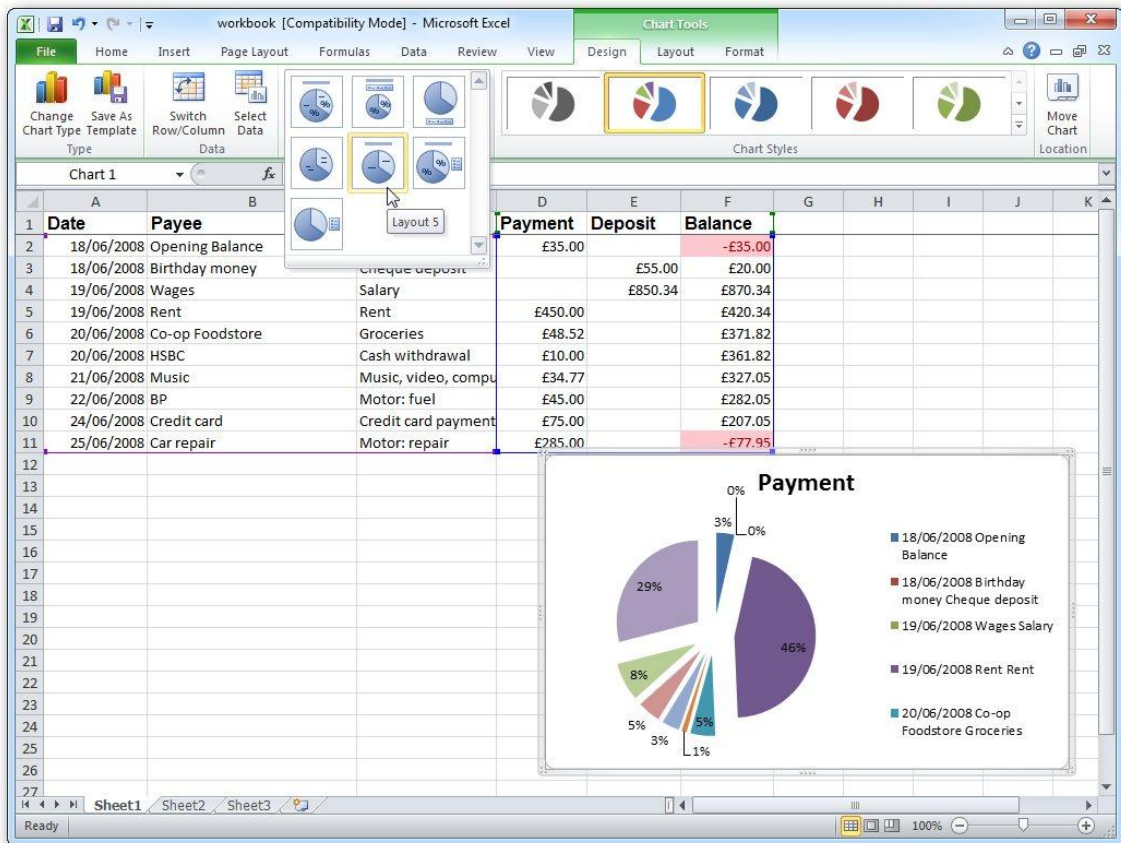 workbook [Compatibility Mode] - Microsoft Excel
Chart Tools
File Home Insert Page Layout Formulas Data Review View Design Layout Format
Change Chart Type
Save As Template
Switch Row/Column
Select Data
Move Chart
Type Data Chart Styles Location
Chart 1 fx
Layout 5
A B D E F G H I J K
1 Date Payee Payment Deposit Balance
2 18/06/2008 Opening Balance £35.00 -£35.00
3 18/06/2008 Birthday money Cheque deposit £55.00 £20.00
4 19/06/2008 Wages Salary £850.34 £870.34
5 19/06/2008 Rent Rent £450.00 £420.34
6 20/06/2008 Co-op Foodstore Groceries £48.52 £371.82
7 20/06/2008 HSBC Cash withdrawal £10.00 £361.82
8 21/06/2008 Music Music, video, compu £34.77 £327.05
9 22/06/2008 BP Motor: fuel £45.00 £282.05
10 24/06/2008 Credit card Credit card payment £75.00 £207.05
11 25/06/2008 Car repair Motor: repair £285.00 -£77.95
12
13
14
15
16
17
18
19
20
21
22
23
24
25
26
27
Payment
0%
3%
0%
29%
46%
8%
5%
5%
3%
1%
18/06/2008 Opening
Balance
18/06/2008 Birthday
money Cheque deposit
19/06/2008 Wages Salary
19/06/2008 Rent Rent
20/06/2008 Co-op
Foodstore Groceries
Sheet1 Sheet2 Sheet3
Ready 100%